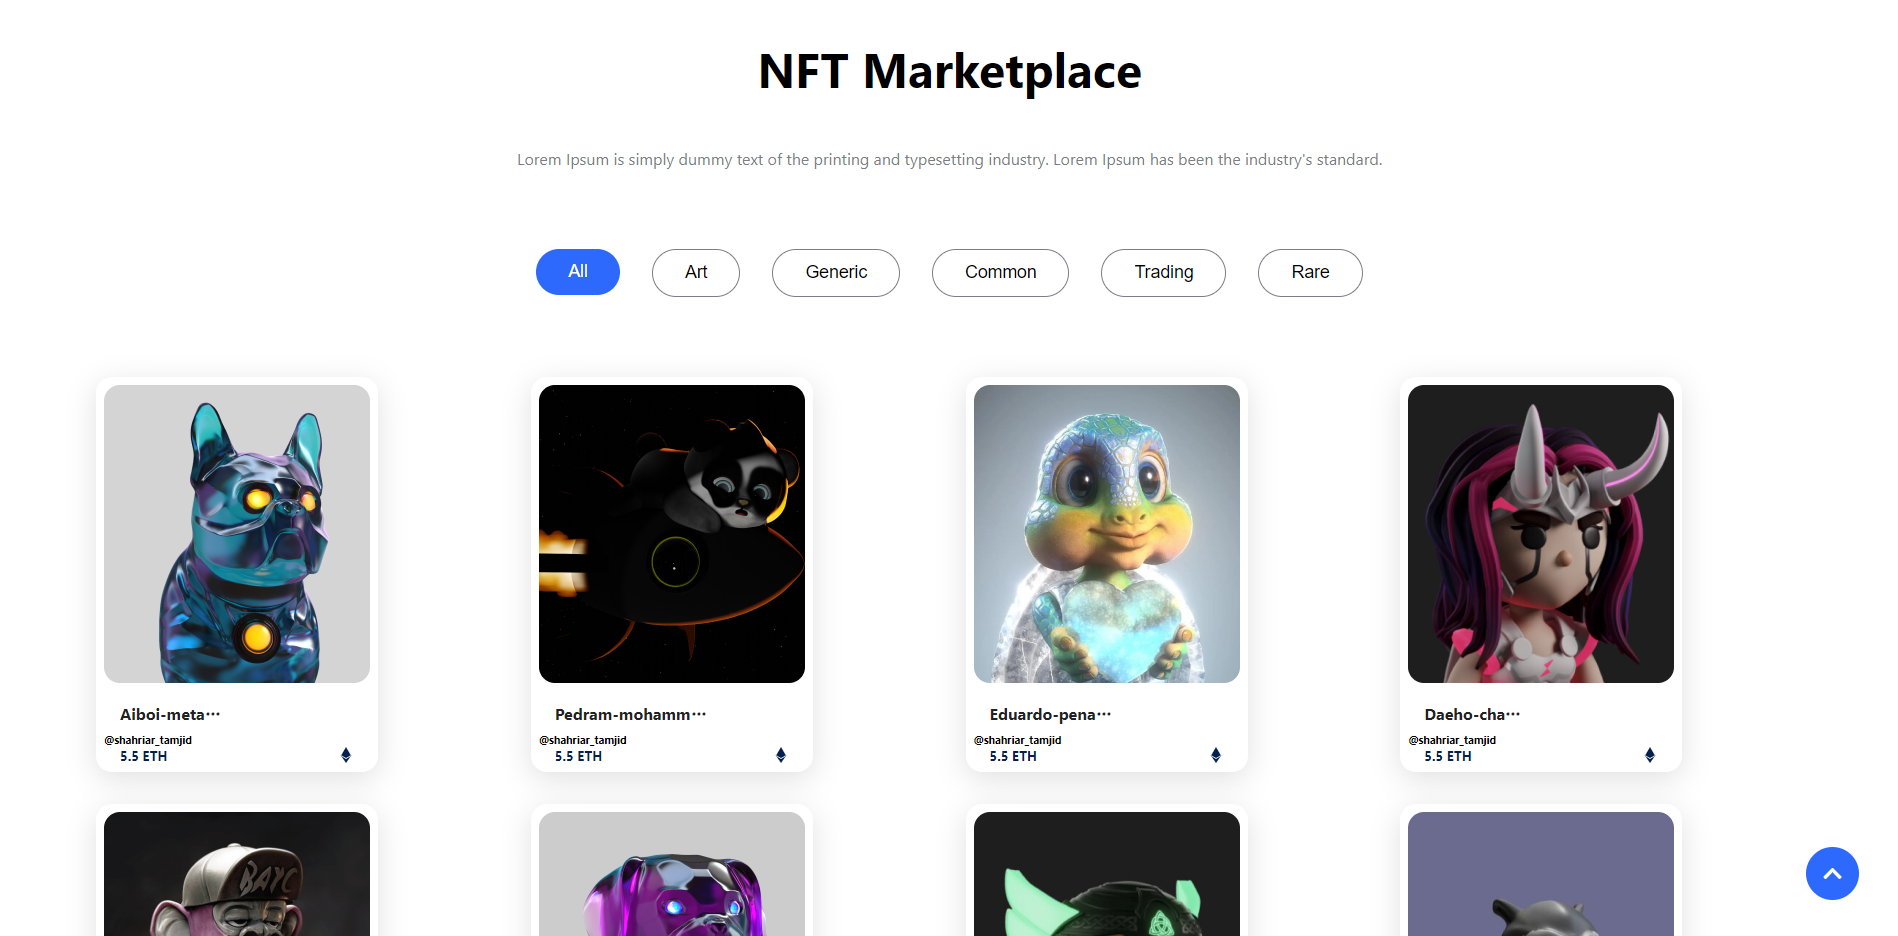 NFT Marketplace
Lorem Ipsum is simply dummy text of the printing and typesetting industry. Lorem Ipsum has been the industry's standard.
All
Art
Generic
Common
Trading
Rare
Aiboi-meta···
@shahriar_tamjid
5.5 ETH
Pedram-mohamm···
@shahriar_tamjid
5.5 ETH
Eduardo-pena···
@shahriar_tamjid
5.5 ETH
Daeho-cha···
@shahriar_tamjid
5.5 ETH
BAYC